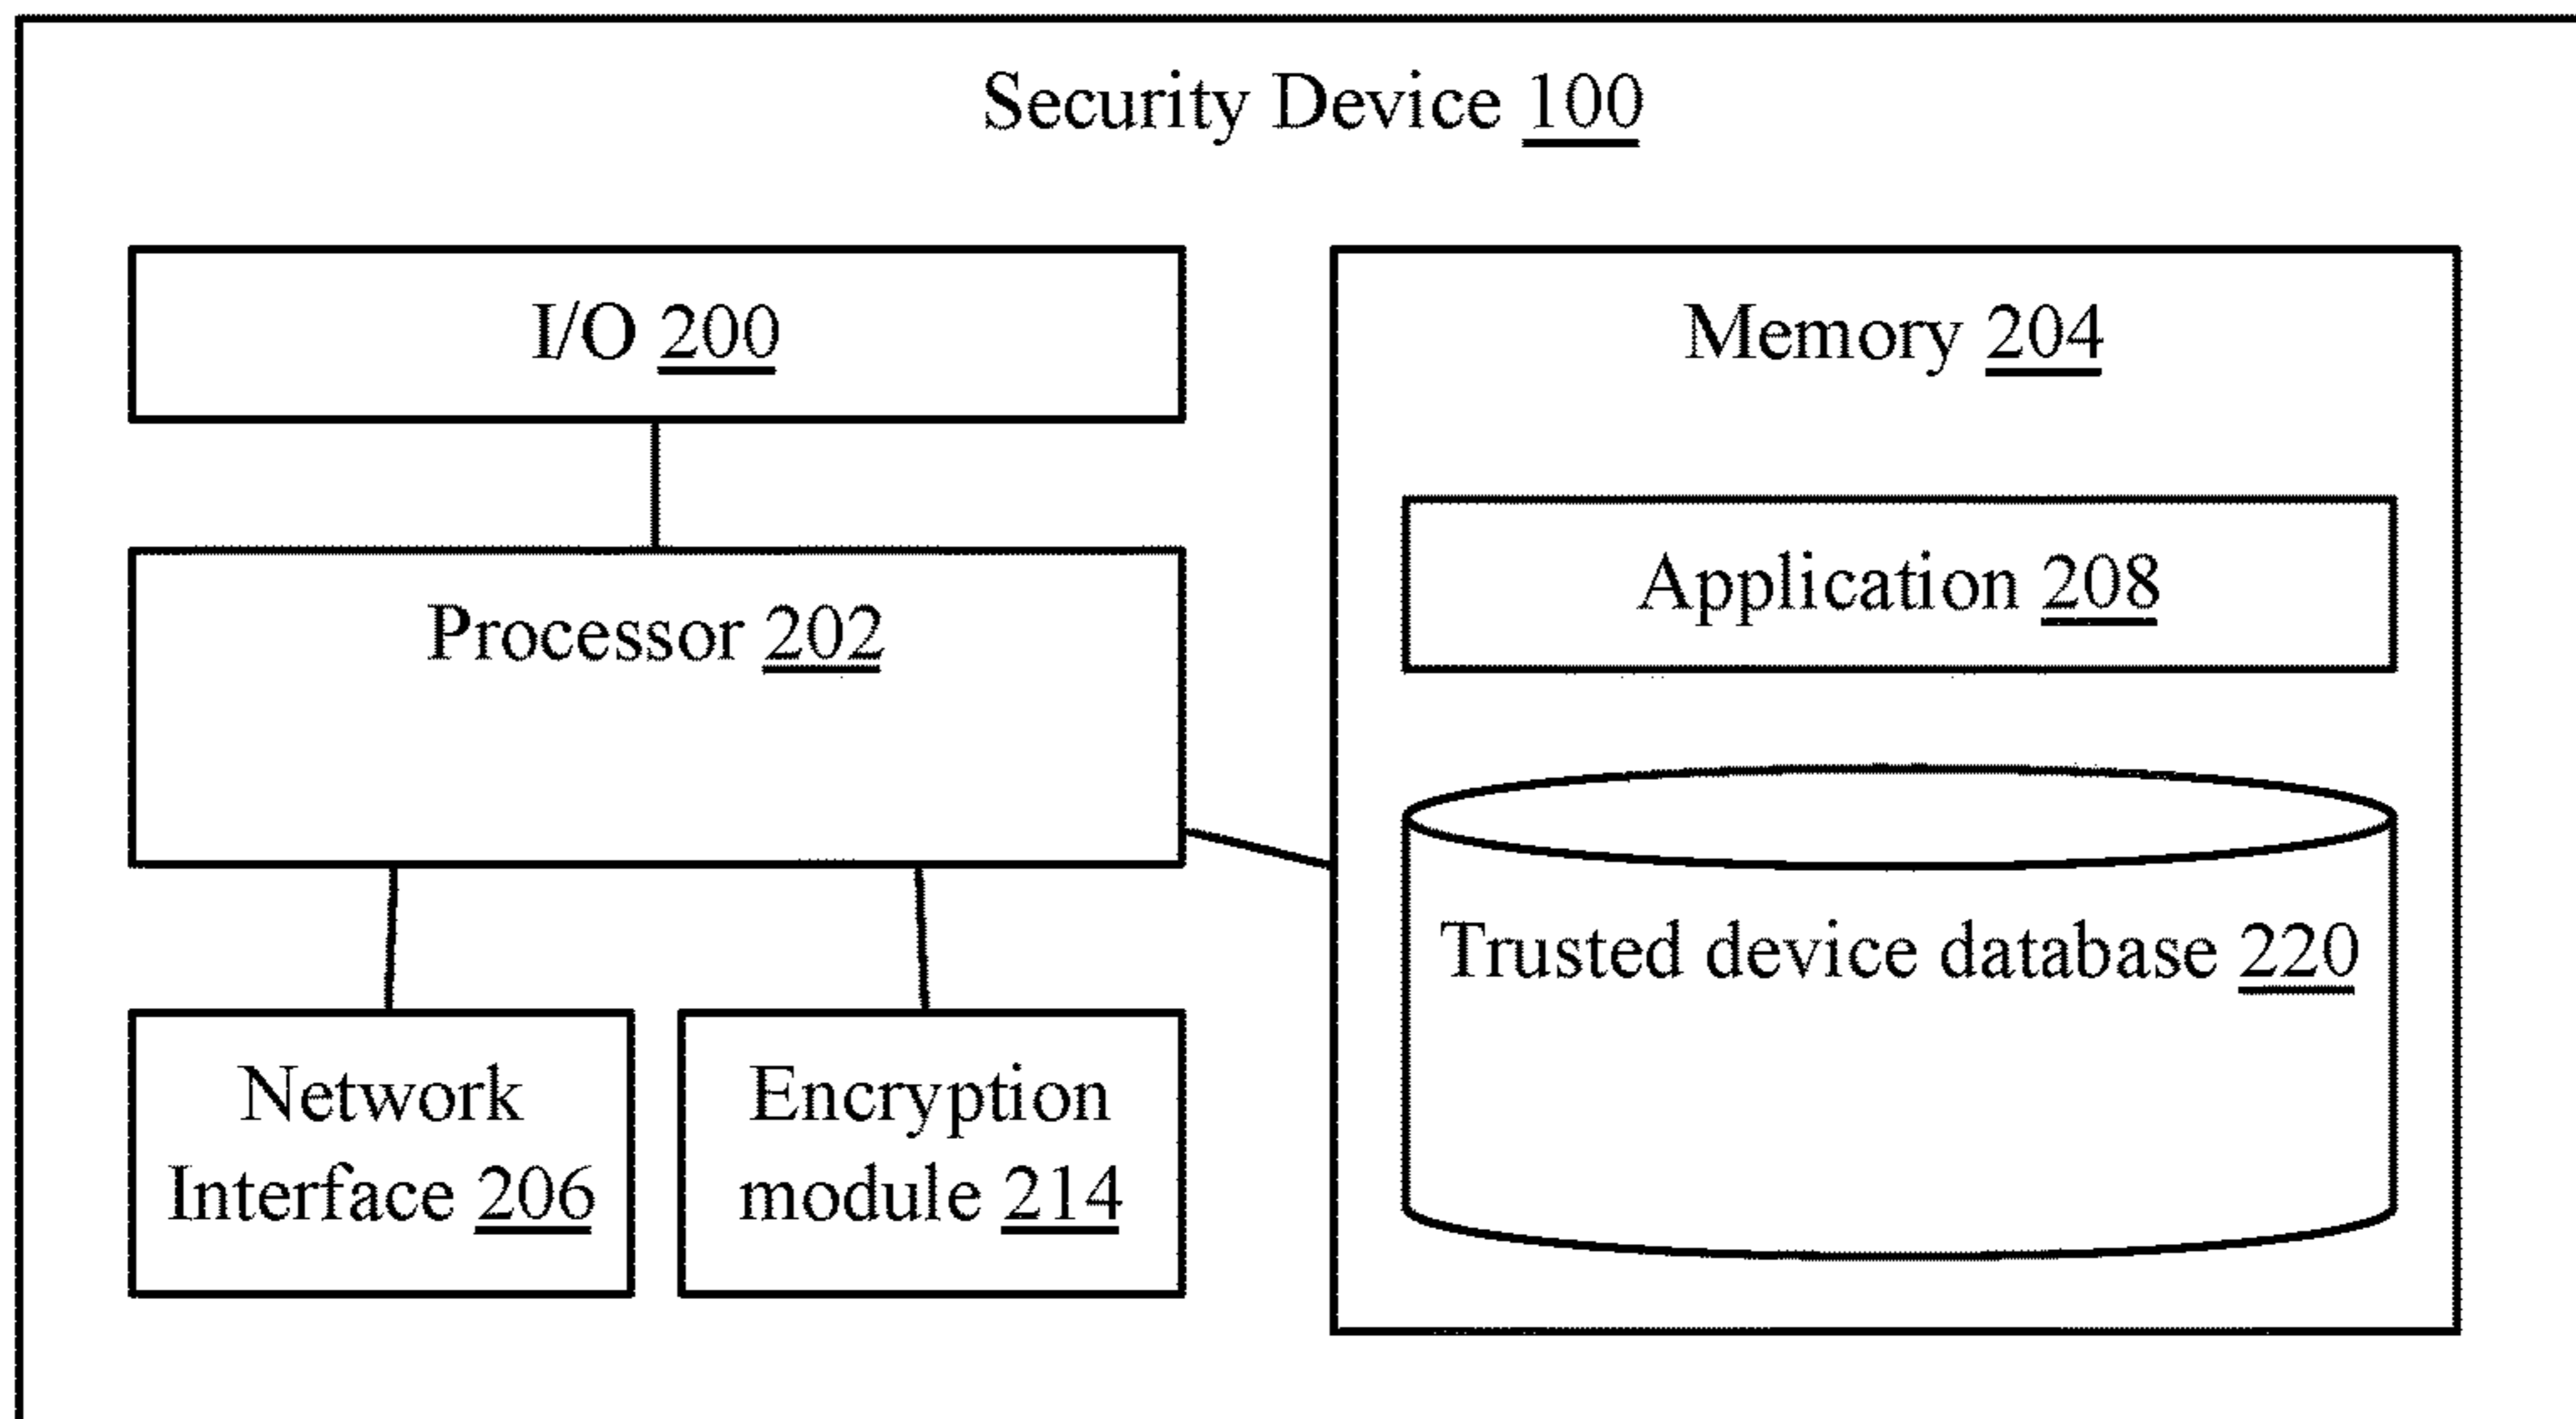 Security Device 100
I/O 200
Processor 202
Network
Interface 206
Encryption
module 214
Memory 204
Application 208
Trusted device database 220